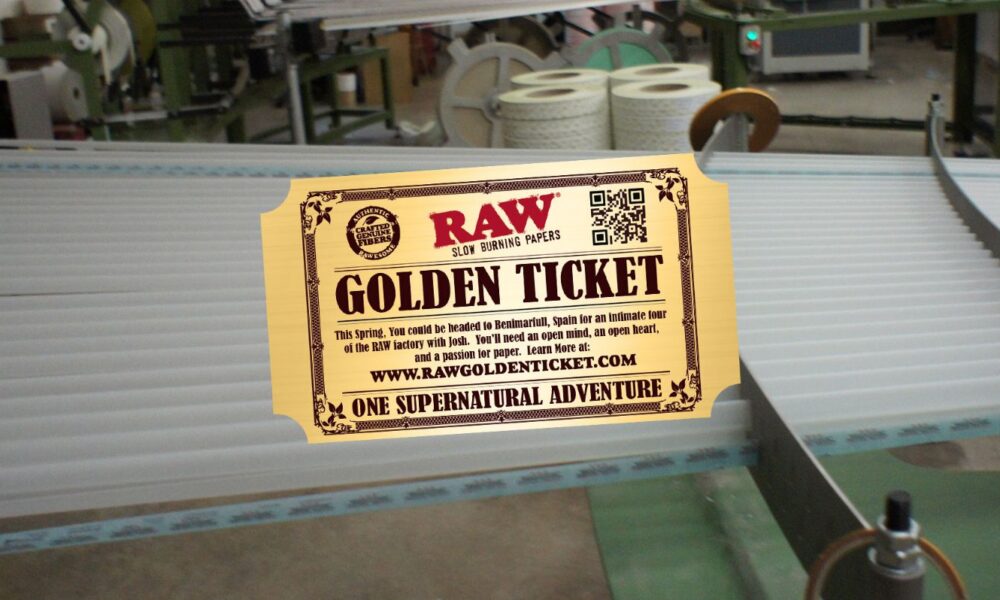 AUTHENTIC
CRAFTED
GENUINE
FIBERS
RAWESOME
RAW®
SLOW BURNING PAPERS
GOLDEN TICKET
This Spring, You could be headed to Benimarfull, Spain for an intimate tour
of the RAW factory with Josh. You'll need an open mind, an open heart,
and a passion for paper. Learn More at:
WWW.RAWGOLDENTICKET.COM
ONE SUPERNATURAL ADVENTURE